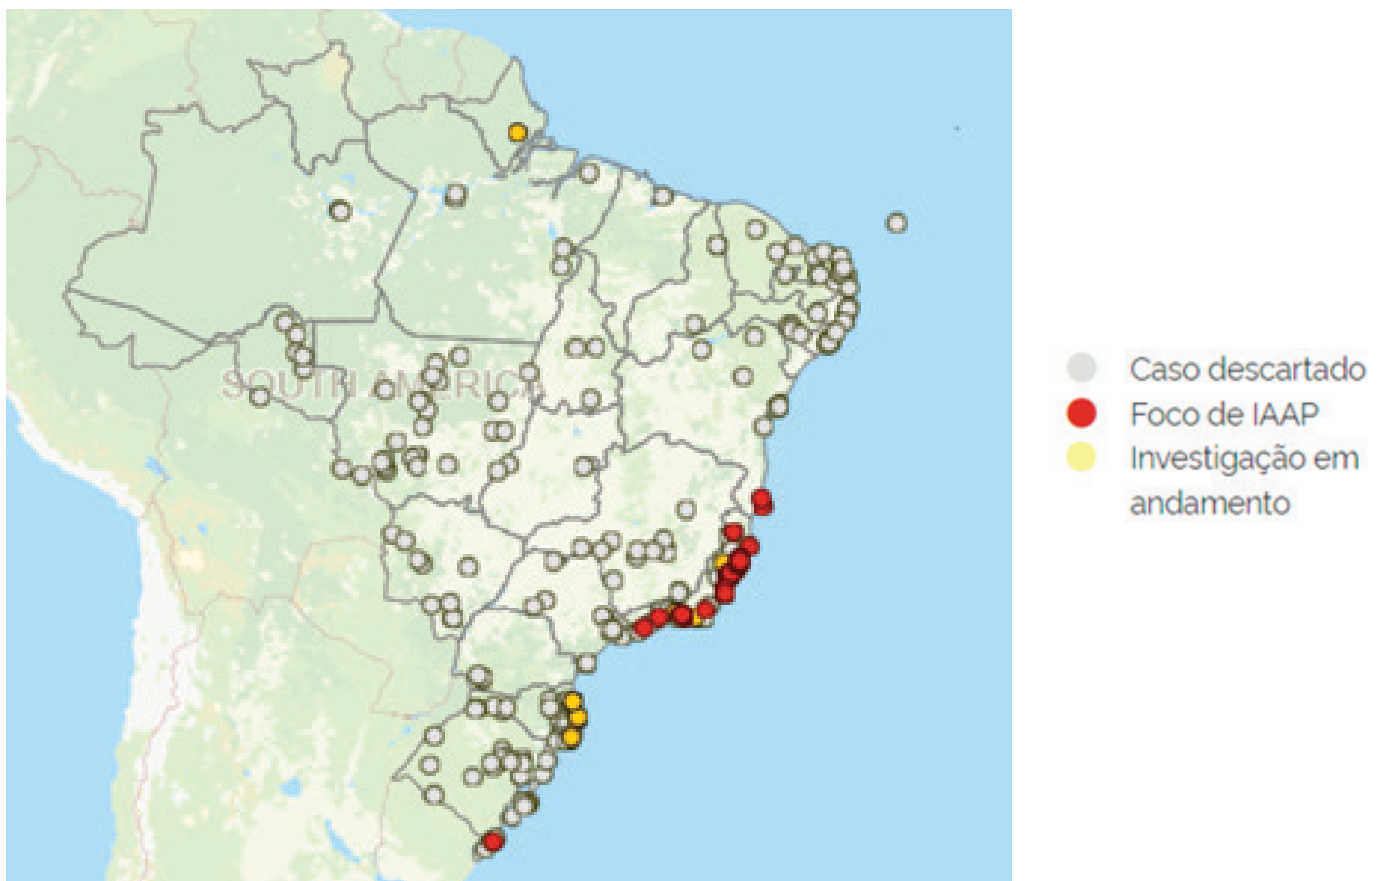 SOUTH AMERICA
Caso descartado
Foco de IAAP
Investigação em
andamento